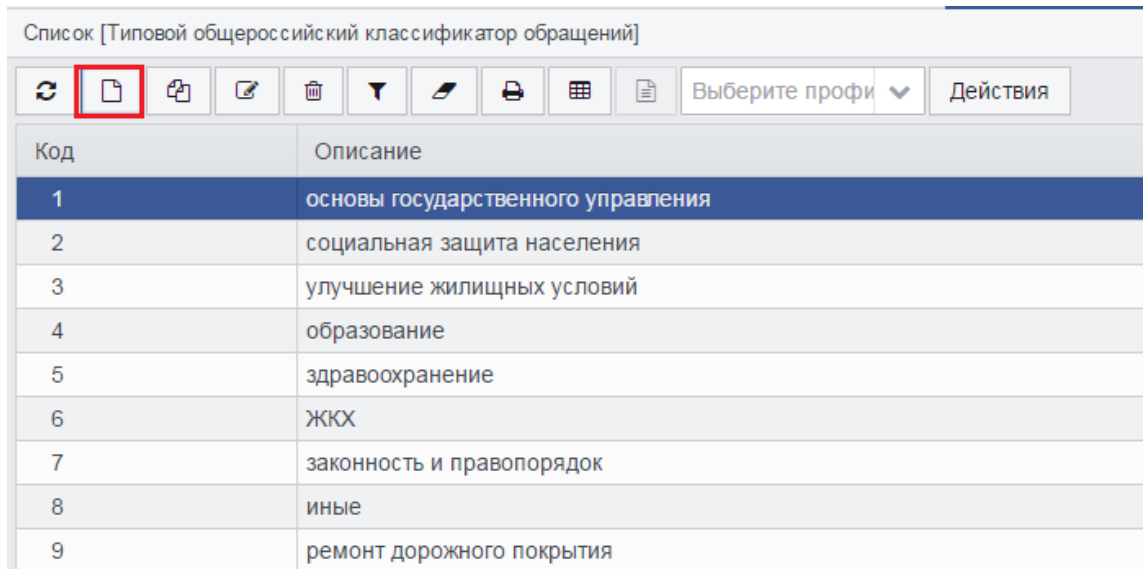 Список [Типовой общероссийский классификатор обращений]
Выберите профи Действия
Код Описание
1 основы государственного управления
2 социальная защита населения
3 улучшение жилищных условий
4 образование
5 здравоохранение
6 ЖКХ
7 законность и правопорядок
8 иные
9 ремонт дорожного покрытия